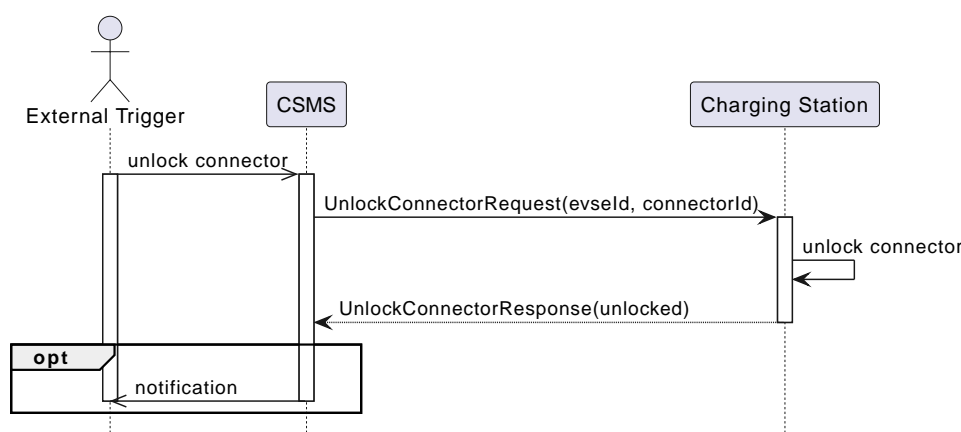 External Trigger
CSMS
Charging Station
unlock connector
UnlockConnectorRequest(evseId, connectorId)
unlock connector
UnlockConnectorResponse(unlocked)
opt
notification